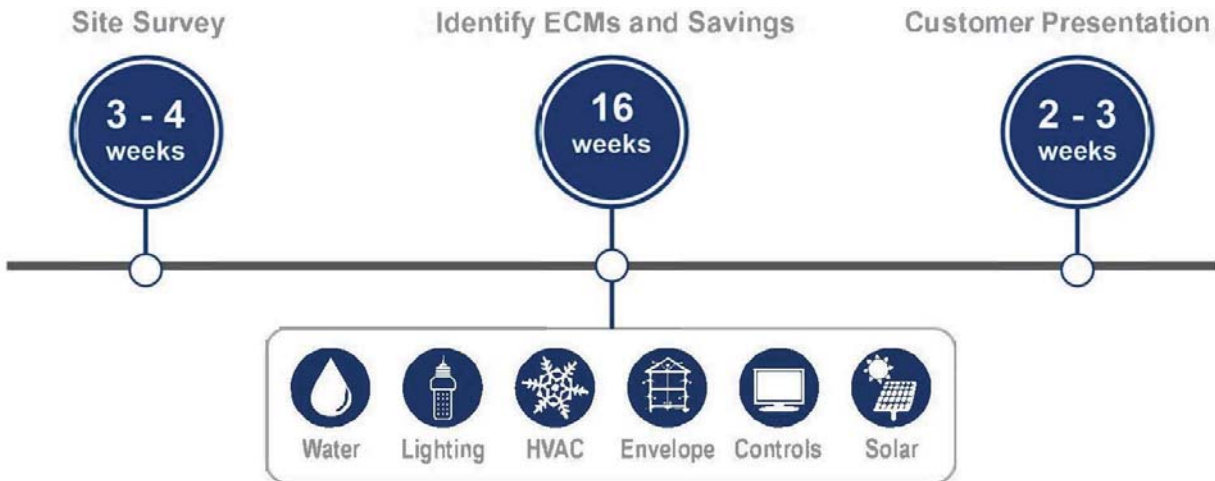 Site Survey
Identify ECMs and Savings
Customer Presentation
3 - 4
weeks
16
weeks
2 - 3
weeks
Water
Lighting
HVAC
Envelope
Controls
Solar